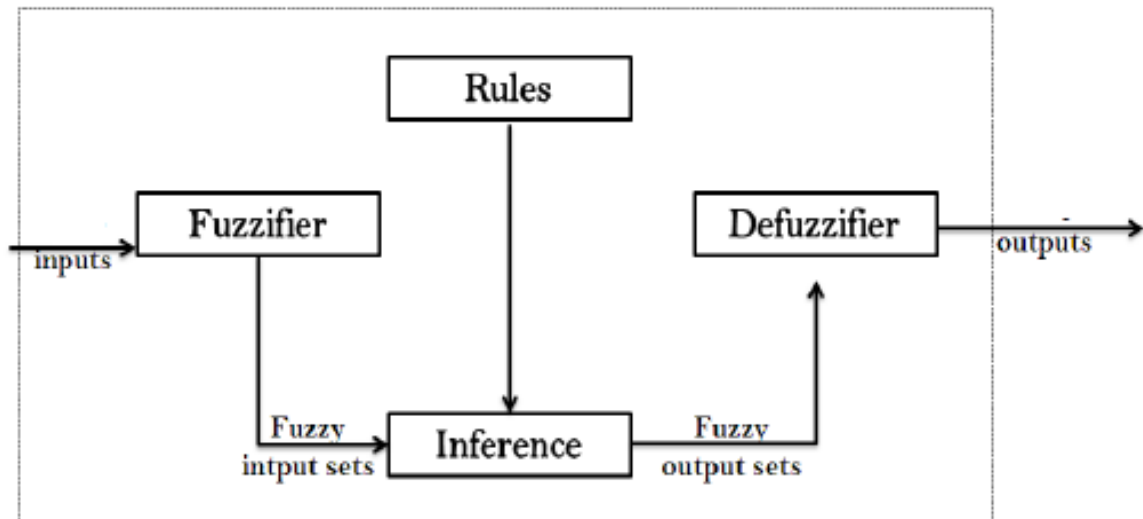 Rules
Fuzzifier
Defuzzifier
inputs
outputs
Fuzzy
intput sets
Inference
Fuzzy
output sets